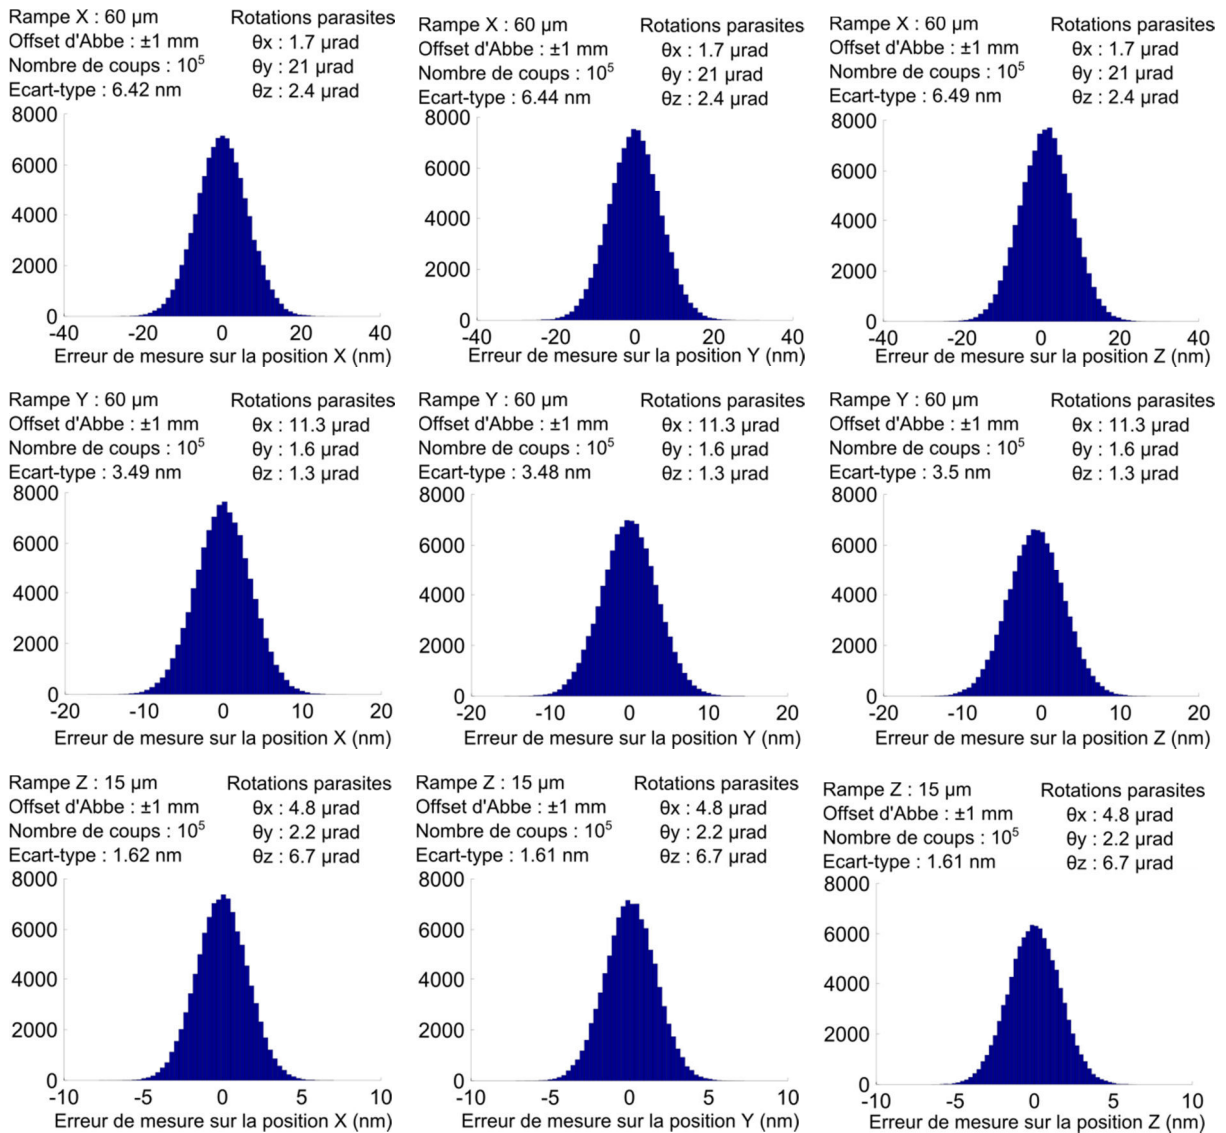 Rampe X : 60 µm
Offset d'Abbe : ±1 mm
Nombre de coups : 10⁵
Ecart-type : 6.42 nm
Rotations parasites
θx : 1.7 µrad
θy : 21 µrad
θz : 2.4 µrad
8000
6000
4000
2000
0
-40 -20 0 20 40
Erreur de mesure sur la position X (nm)
Rampe X : 60 µm
Offset d'Abbe : ±1 mm
Nombre de coups : 10⁵
Ecart-type : 6.44 nm
Rotations parasites
θx : 1.7 µrad
θy : 21 µrad
θz : 2.4 µrad
8000
6000
4000
2000
0
-40 -20 0 20 40
Erreur de mesure sur la position Y (nm)
Rampe X : 60 µm
Offset d'Abbe : ±1 mm
Nombre de coups : 10⁵
Ecart-type : 6.49 nm
Rotations parasites
θx : 1.7 µrad
θy : 21 µrad
θz : 2.4 µrad
8000
6000
4000
2000
0
-40 -20 0 20 40
Erreur de mesure sur la position Z (nm)
Rampe Y : 60 µm
Offset d'Abbe : ±1 mm
Nombre de coups : 10⁵
Ecart-type : 3.49 nm
Rotations parasites
θx : 11.3 µrad
θy : 1.6 µrad
θz : 1.3 µrad
8000
6000
4000
2000
0
-20 -10 0 10 20
Erreur de mesure sur la position X (nm)
Rampe Y : 60 µm
Offset d'Abbe : ±1 mm
Nombre de coups : 10⁵
Ecart-type : 3.48 nm
Rotations parasites
θx : 11.3 µrad
θy : 1.6 µrad
θz : 1.3 µrad
8000
6000
4000
2000
0
-20 -10 0 10 20
Erreur de mesure sur la position Y (nm)
Rampe Y : 60 µm
Offset d'Abbe : ±1 mm
Nombre de coups : 10⁵
Ecart-type : 3.5 nm
Rotations parasites
θx : 11.3 µrad
θy : 1.6 µrad
θz : 1.3 µrad
8000
6000
4000
2000
0
-20 -10 0 10 20
Erreur de mesure sur la position Z (nm)
Rampe Z : 15 µm
Offset d'Abbe : ±1 mm
Nombre de coups : 10⁵
Ecart-type : 1.62 nm
Rotations parasites
θx : 4.8 µrad
θy : 2.2 µrad
θz : 6.7 µrad
8000
6000
4000
2000
0
-10 -5 0 5 10
Erreur de mesure sur la position X (nm)
Rampe Z : 15 µm
Offset d'Abbe : ±1 mm
Nombre de coups : 10⁵
Ecart-type : 1.61 nm
Rotations parasites
θx : 4.8 µrad
θy : 2.2 µrad
θz : 6.7 µrad
8000
6000
4000
2000
0
-10 -5 0 5 10
Erreur de mesure sur la position Y (nm)
Rampe Z : 15 µm
Offset d'Abbe : ±1 mm
Nombre de coups : 10⁵
Ecart-type : 1.61 nm
Rotations parasites
θx : 4.8 µrad
θy : 2.2 µrad
θz : 6.7 µrad
8000
6000
4000
2000
0
-10 -5 0 5 10
Erreur de mesure sur la position Z (nm)